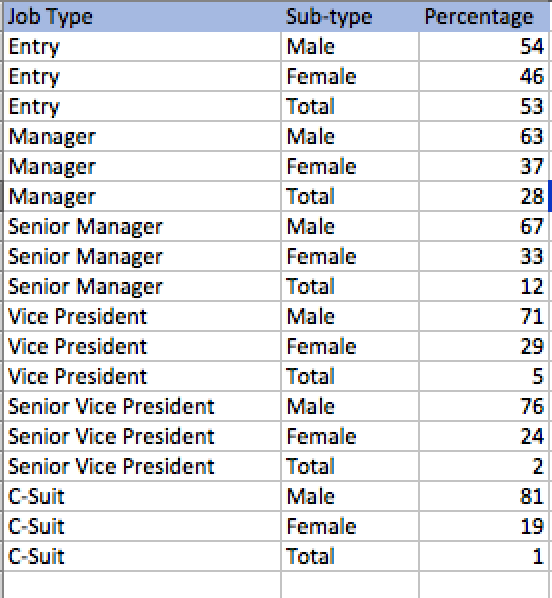 Job Type Sub-type Percentage
Entry Male 54
Entry Female 46
Entry Total 53
Manager Male 63
Manager Female 37
Manager Total 28
Senior Manager Male 67
Senior Manager Female 33
Senior Manager Total 12
Vice President Male 71
Vice President Female 29
Vice President Total 5
Senior Vice President Male 76
Senior Vice President Female 24
Senior Vice President Total 2
C-Suit Male 81
C-Suit Female 19
C-Suit Total 1